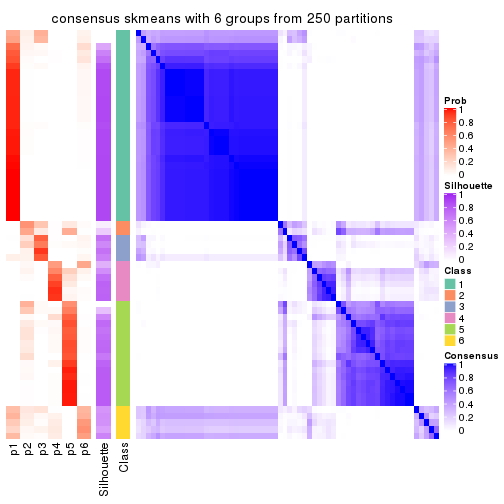 consensus skmeans with 6 groups from 250 partitions
Prob
1
0.8
0.6
0.4
0.2
0
Silhouette
1
0.8
0.6
0.4
0.2
0
Class
1
2
3
4
5
6
Consensus
1
0.8
0.6
0.4
0.2
0
p1
p2
p3
p4
p5
p6
Silhouette
Class